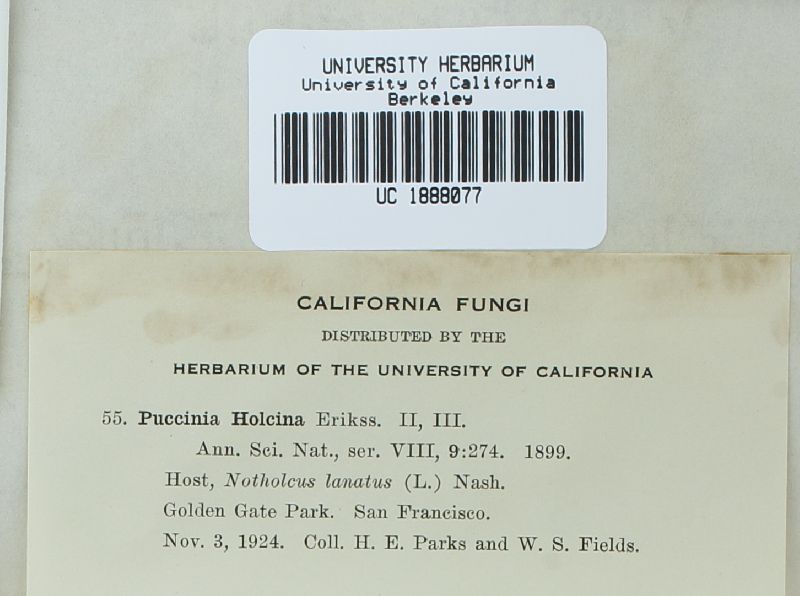 UNIVERSITY HERBARIUM
University of California
Berkeley
UC 1888077
CALIFORNIA FUNGI
DISTRIBUTED BY THE
HERBARIUM OF THE UNIVERSITY OF CALIFORNIA
55. Puccinia Holcina Erikss. II, III.
Ann. Sci. Nat., ser. VIII, 9:274. 1899.
Host, Notholcus lanatus (L.) Nash.
Golden Gate Park. San Francisco.
Nov. 3, 1924. Coll. H. E. Parks and W. S. Fields.